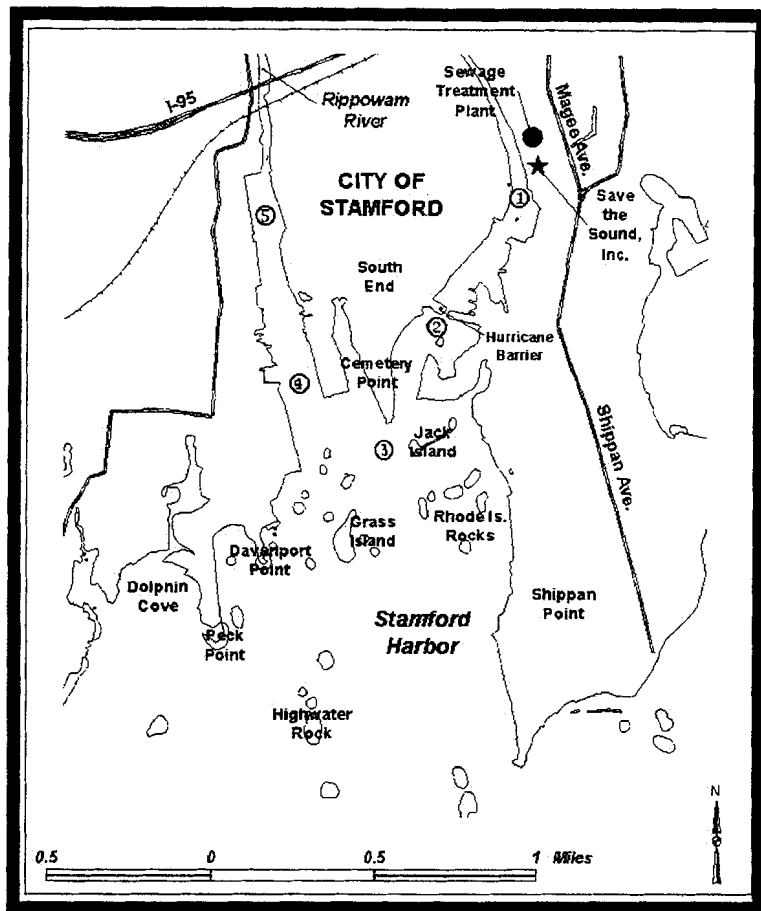 I-95
Rippowam
River
Sewage
Treatment
Plant
Magee Ave.
CITY OF
STAMFORD
①
Save
the
Sound,
Inc.
⑤
South
End
②
Hurricane
Barrier
Cemetery
Point
④
③
Jack
Island
Shippan Ave.
Grass
Island
Rhode Is.
Rocks
Davenport
Point
Dolpnin
Cove
Shippan
Point
Stamford
Harbor
Peck
Point
Highwater
Rock
N
0.5 0 0.5 1 Miles